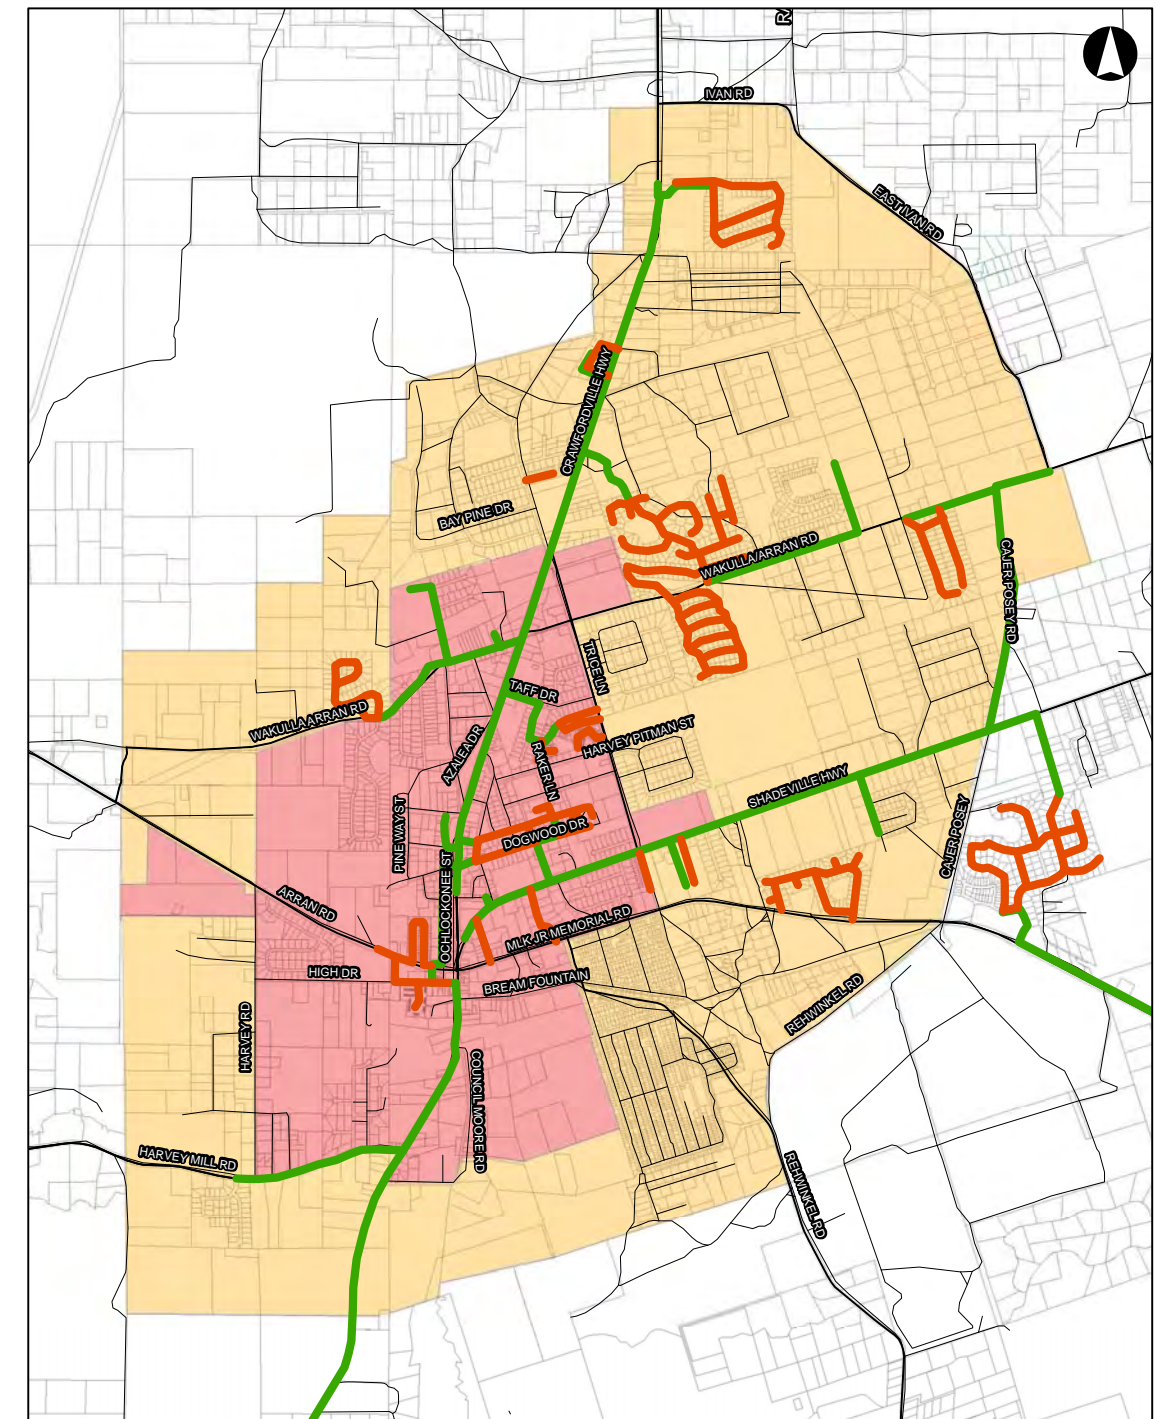 IVAN RD
EAST IVAN RD
CRAWFORDVILLE HWY
BAY PINE DR
WAKULLA/ARRAN RD
CAJER POSEY RD
TRICE LN
TAFF DR
WAKULLA ARRAN RD
HARVEY PITMAN ST
AZALEA DR
RAKER LN
SHADEVILLE HWY
PINE WAY ST
DOGWOOD DR
CAJER POSEY
OCHLOCKONEE ST
ARRAN RD
MLK JR MEMORIAL RD
HIGH DR
BREAM FOUNTAIN
REHWINKEL RD
HARVEY RD
COUNCIL MOORE RD
HARVEY MILL RD
REHWINKEL RD